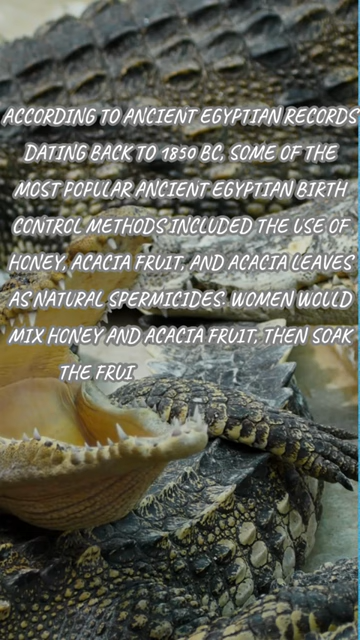 ACCORDING TO ANCIENT EGYPTIAN RECORDS
DATING BACK TO 1850 BC, SOME OF THE
MOST POPULAR ANCIENT EGYPTIAN BIRTH
CONTROL METHODS INCLUDED THE USE OF
HONEY, ACACIA FRUIT, AND ACACIA LEAVES
AS NATURAL SPERMICIDES. WOMEN WOULD
MIX HONEY AND ACACIA FRUIT, THEN SOAK
THE FRUI